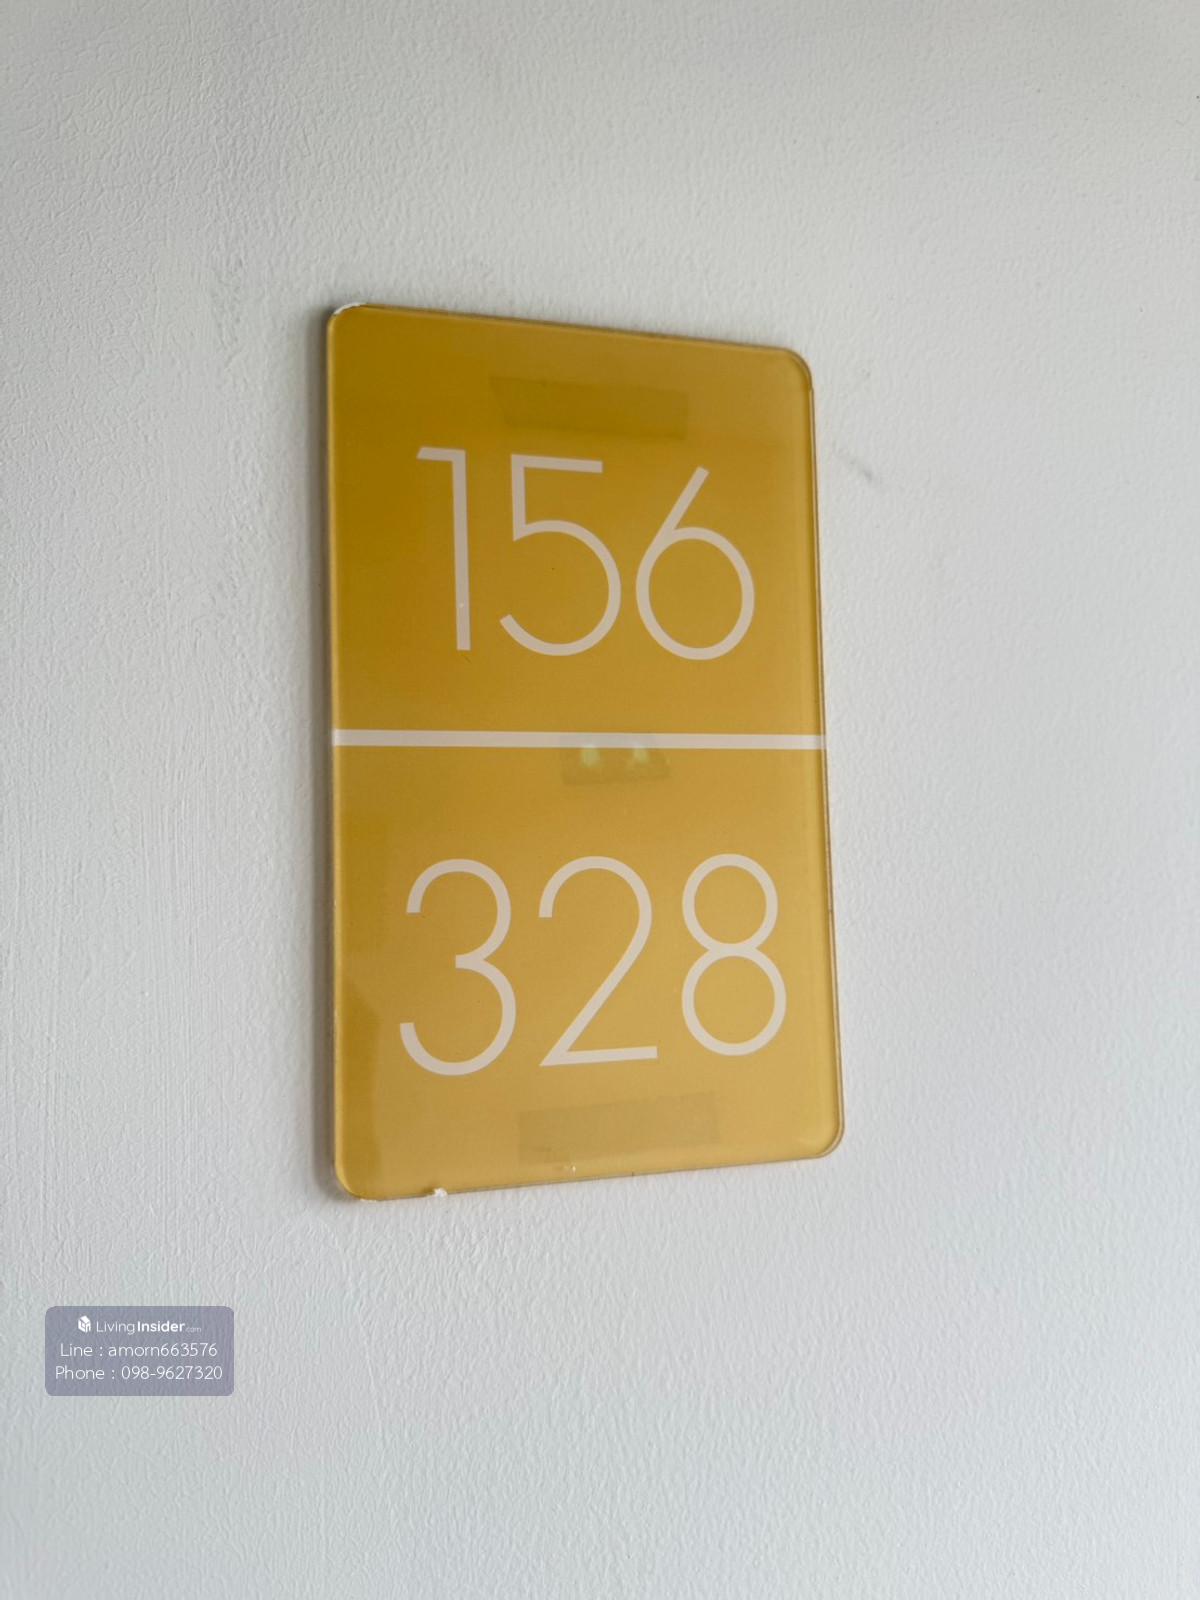 156
328
LivingInsider.com
Line : amorn663576
Phone : 098-9627320